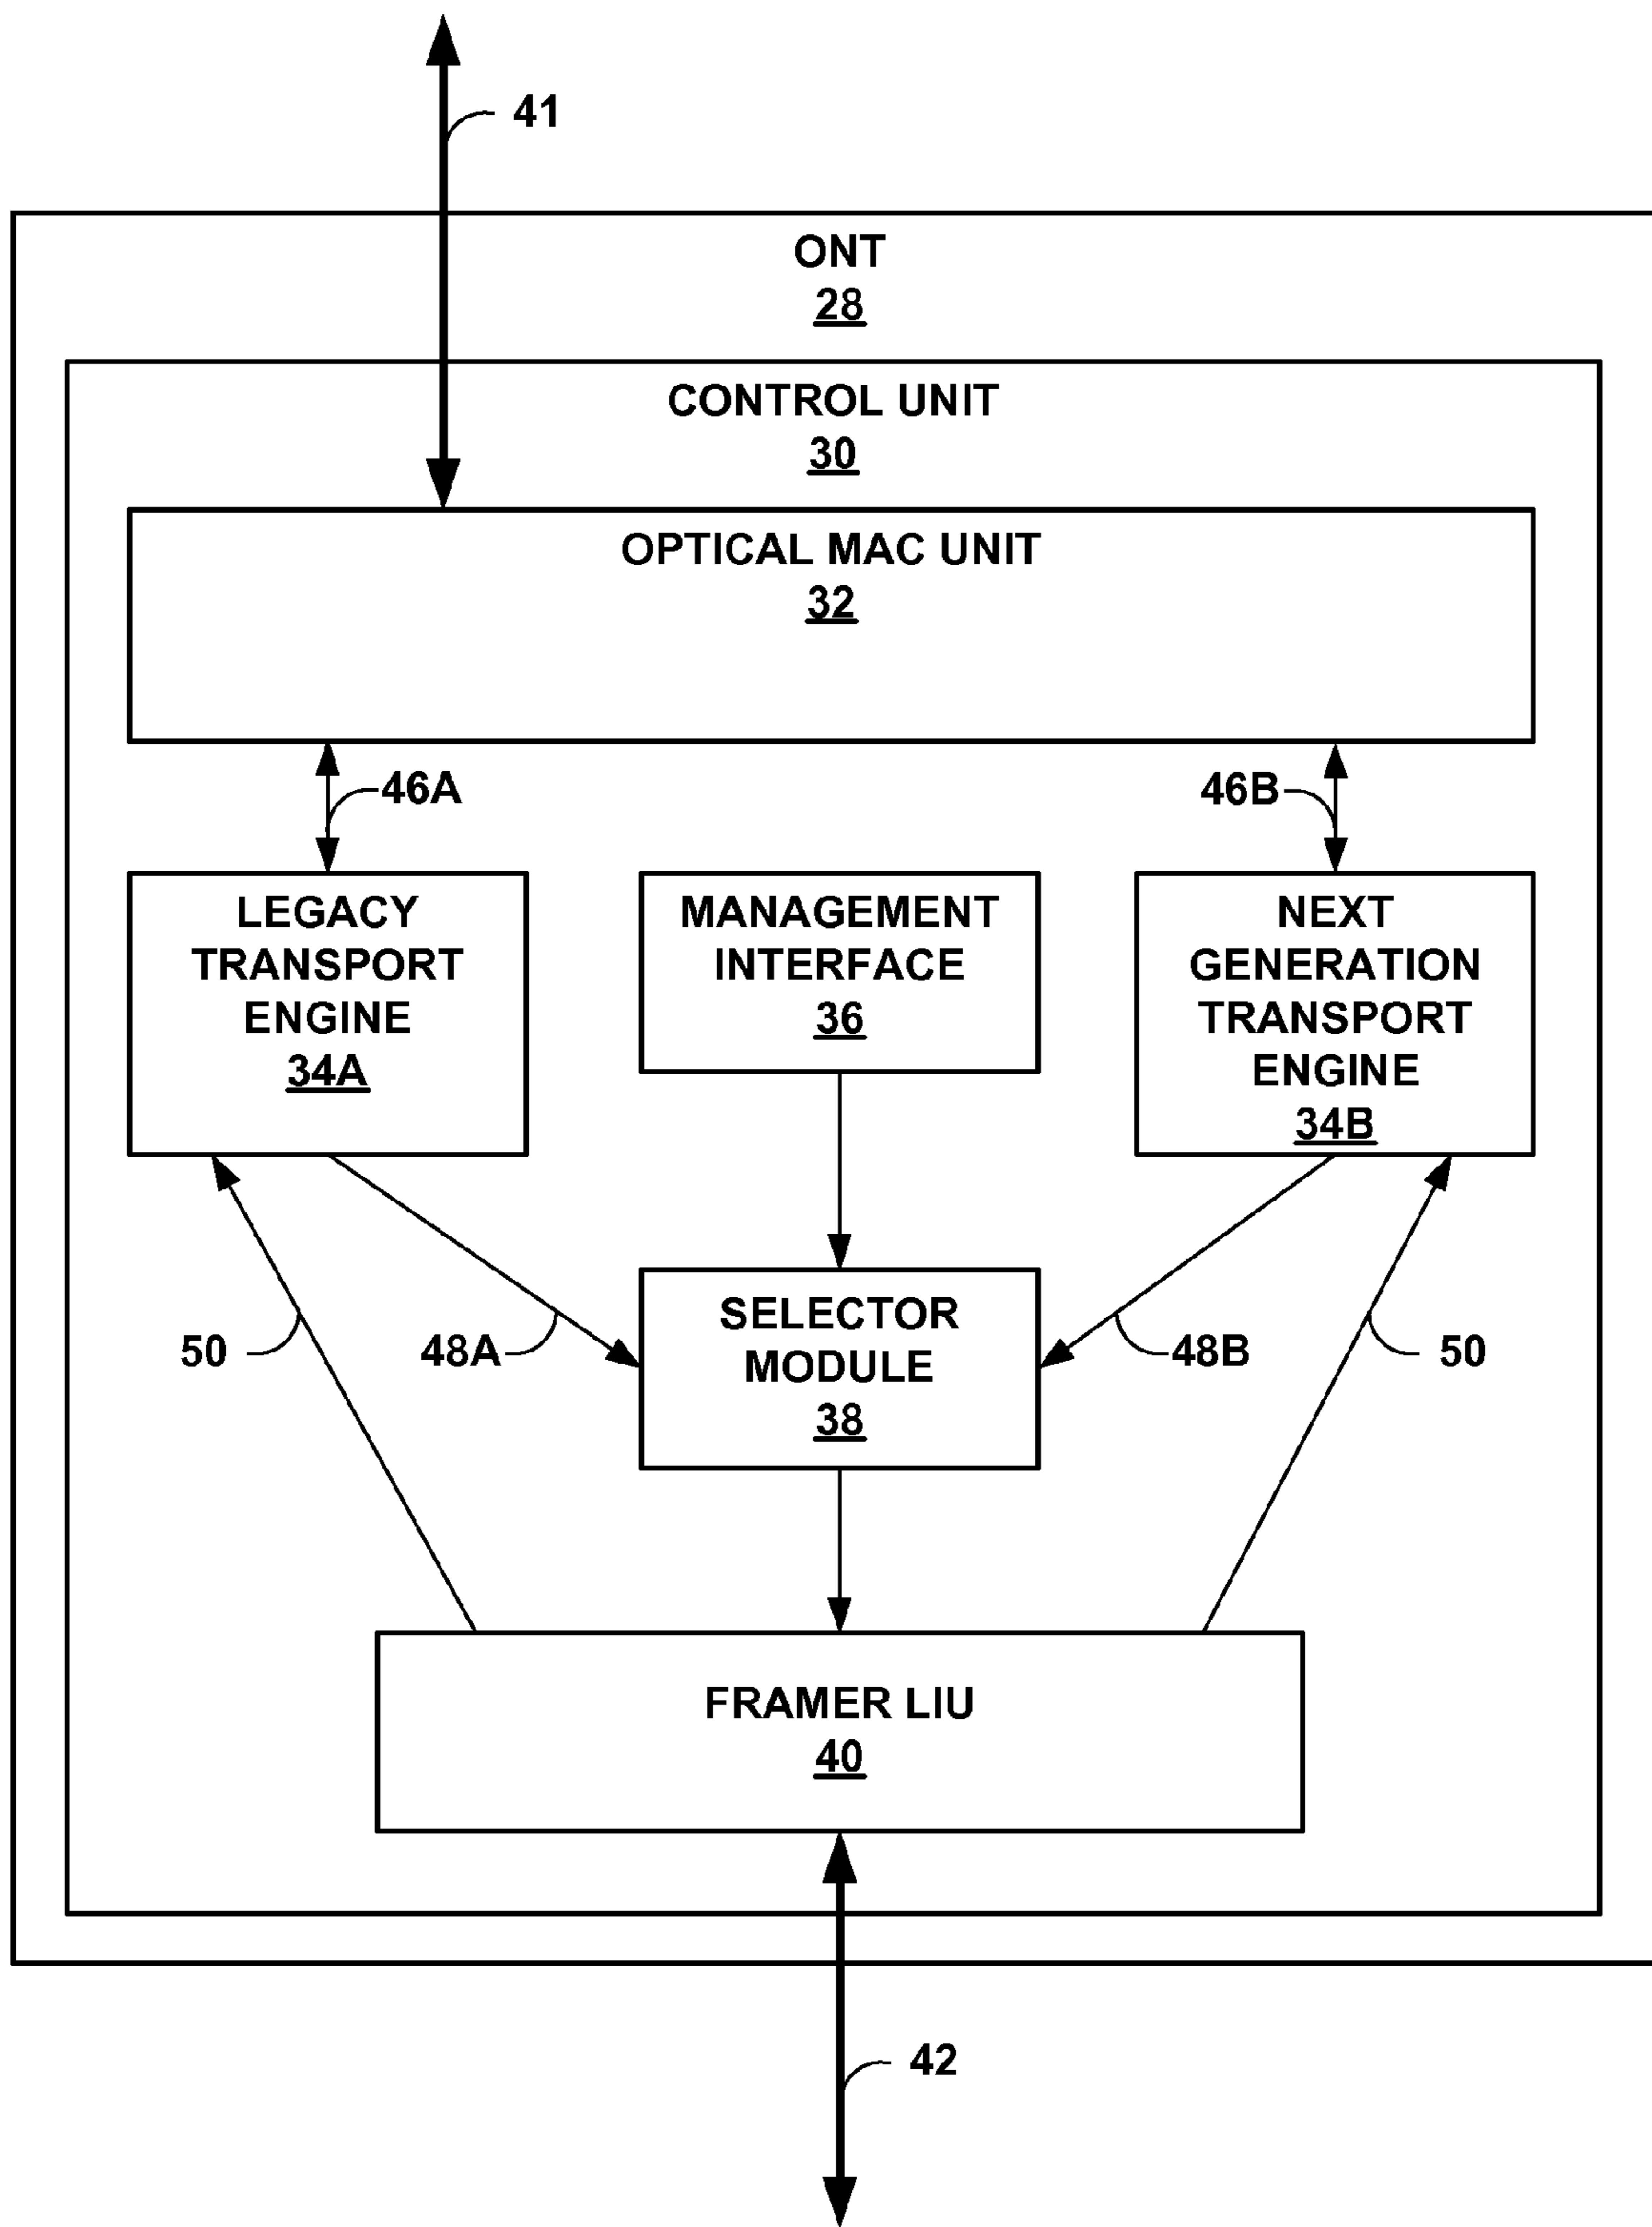 41
ONT
28
CONTROL UNIT
30
OPTICAL MAC UNIT
32
46A
46B
LEGACY
TRANSPORT
ENGINE
34A
MANAGEMENT
INTERFACE
36
NEXT
GENERATION
TRANSPORT
ENGINE
34B
50
48A
SELECTOR
MODULE
38
48B
50
FRAMER LIU
40
42